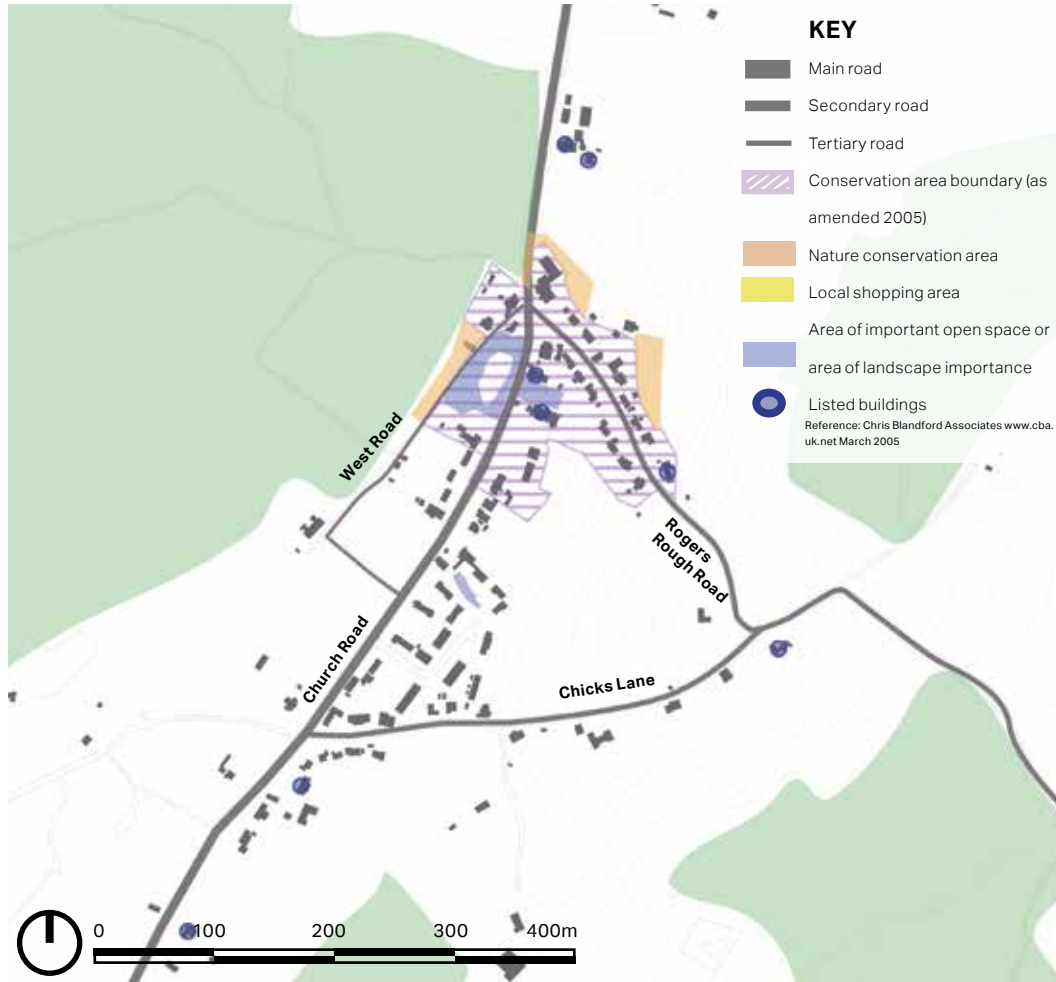 KEY
Main road
Secondary road
Tertiary road
Conservation area boundary (as
amended 2005)
Nature conservation area
Local shopping area
Area of important open space or
area of landscape importance
Listed buildings
Reference: Chris Blandford Associates www.cba.
uk.net March 2005
West Road
Rogers
Rough Road
Church Road
Chicks Lane
0 100 200 300 400m